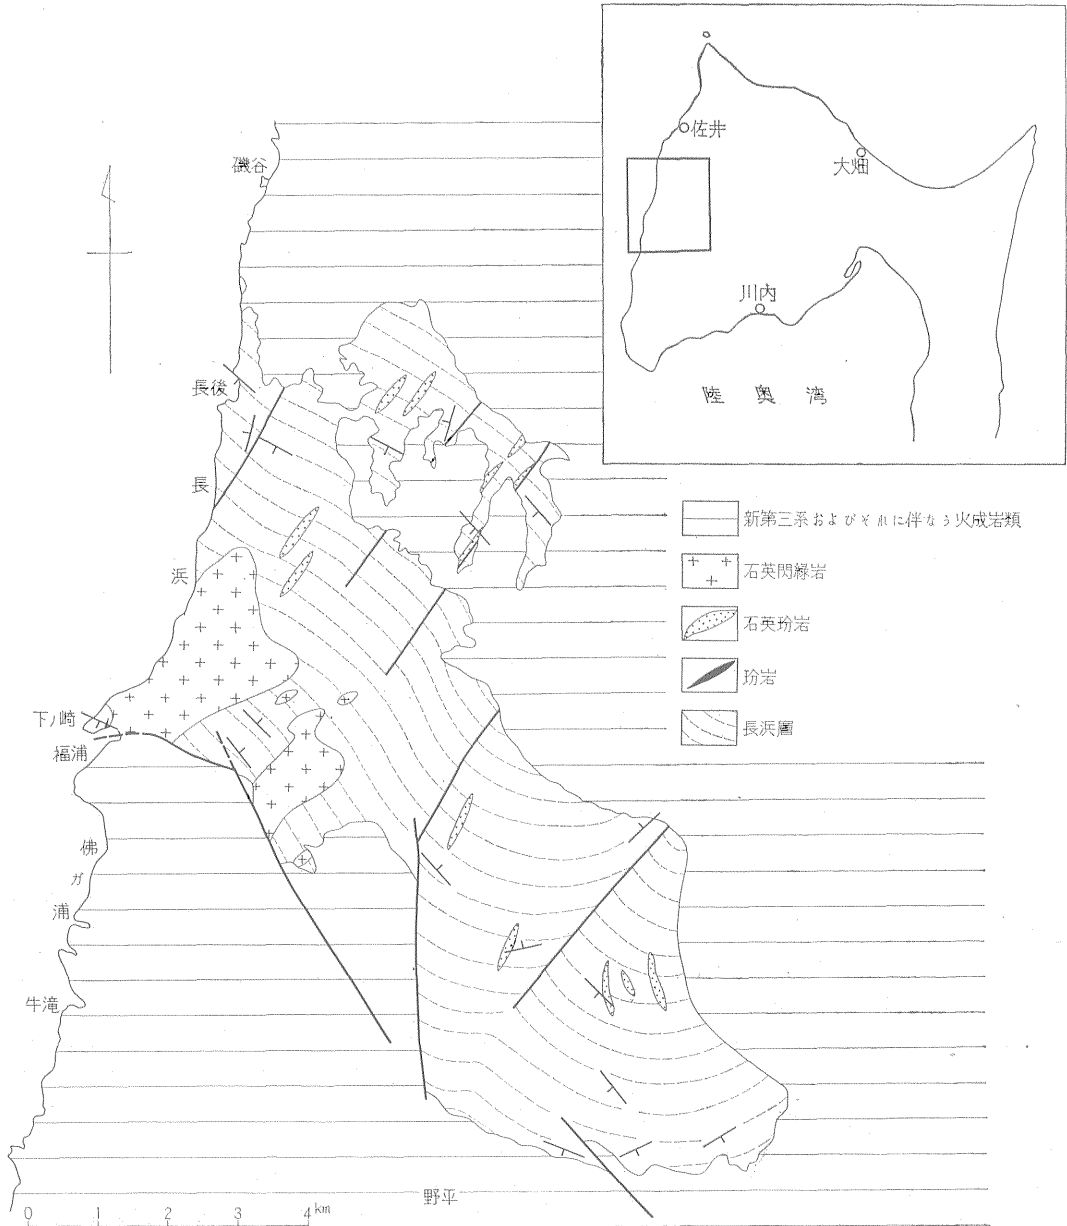 佐井
大畑
川内
陸奥湾
磯谷
長後
長
浜
下ノ崎
福浦
佛
ガ
浦
牛滝
野平
新第三系およびそれに伴なう火成岩類
石英閃緑岩
石英玢岩
玢岩
長浜層
0 1 2 3 4km